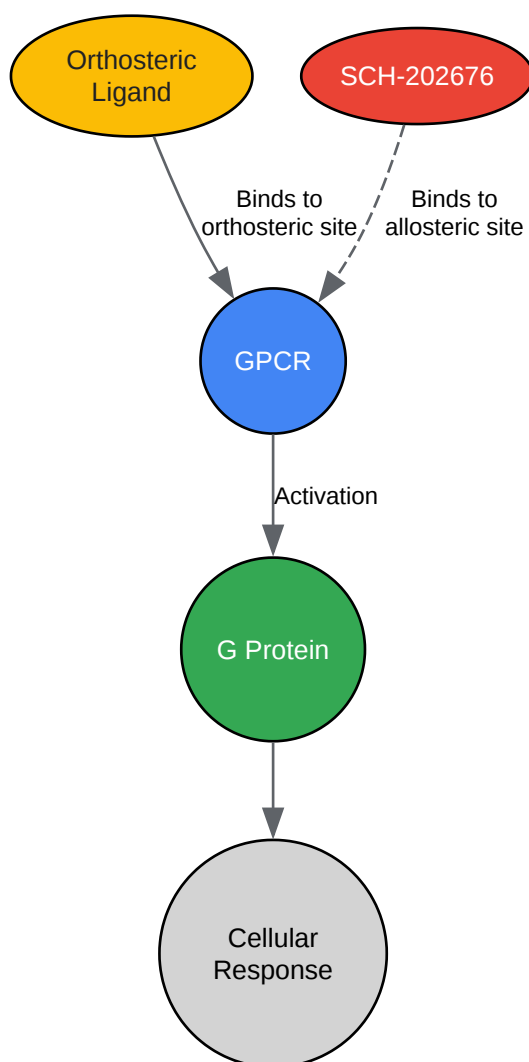 Orthosteric
Ligand
SCH-202676
Binds to
orthosteric site
Binds to
allosteric site
GPCR
Activation
G Protein
Cellular
Response